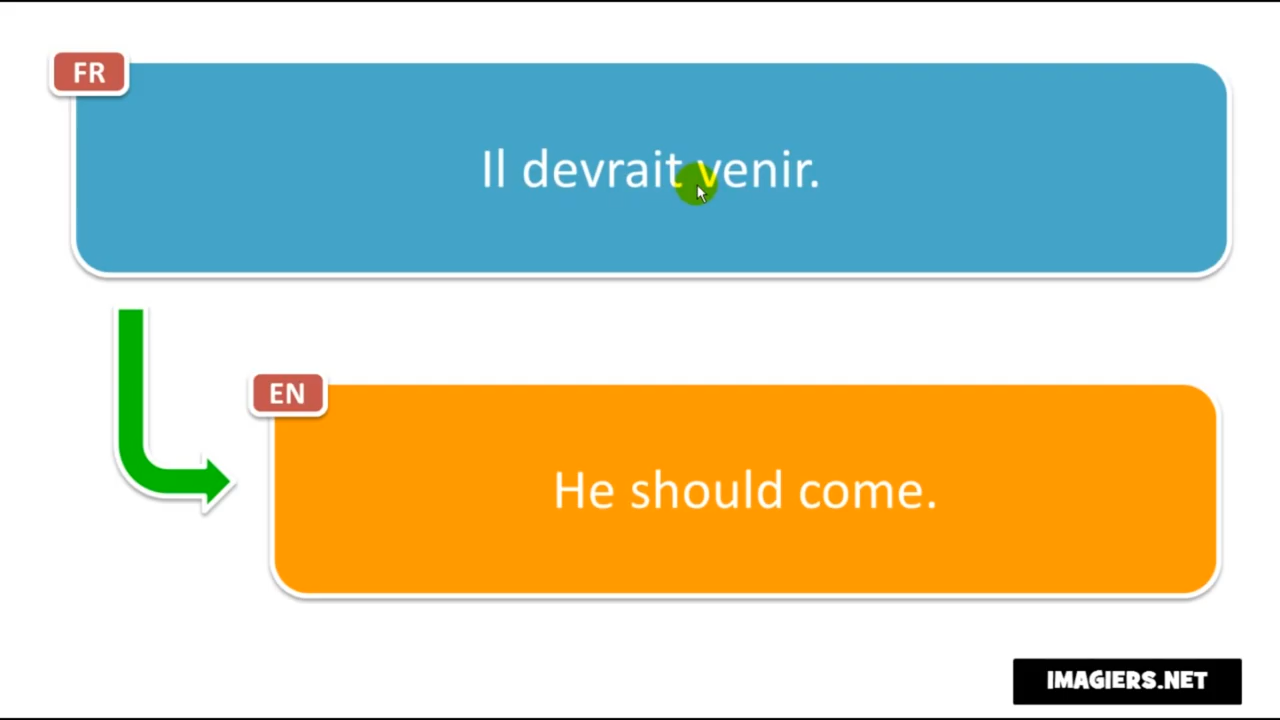 FR
Il devrait venir.
EN
He should come.
IMAGIERS.NET